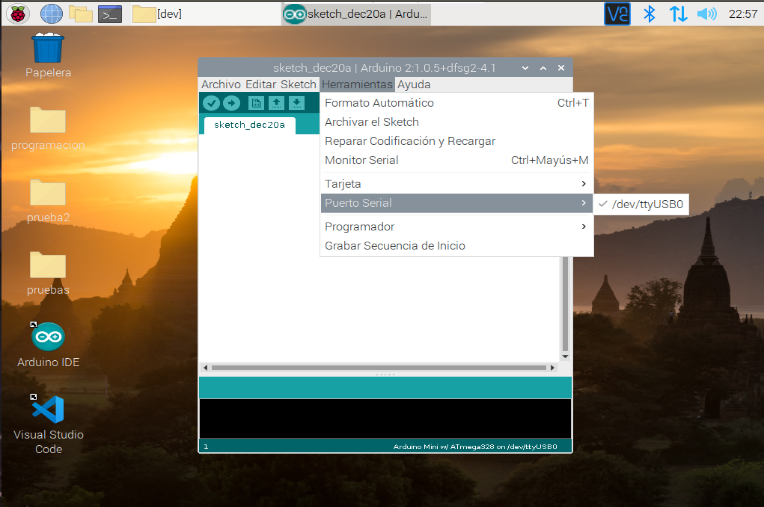 [dev]
sketch_dec20a | Ardu...
V2
22:57
Papelera
programacion
prueba2
pruebas
Arduino IDE
Visual Studio
Code
sketch_dec20a | Arduino 2:1.0.5+dfsg2-4.1
Archivo Editar Sketch Herramientas Ayuda
sketch_dec20a
Formato Automático Ctrl+T
Archivar el Sketch
Reparar Codificación y Recargar
Monitor Serial Ctrl+Mayús+M
Tarjeta
Puerto Serial
/dev/ttyUSB0
Programador
Grabar Secuencia de Inicio
1 Arduino Mini w/ ATmega328 on /dev/ttyUSB0